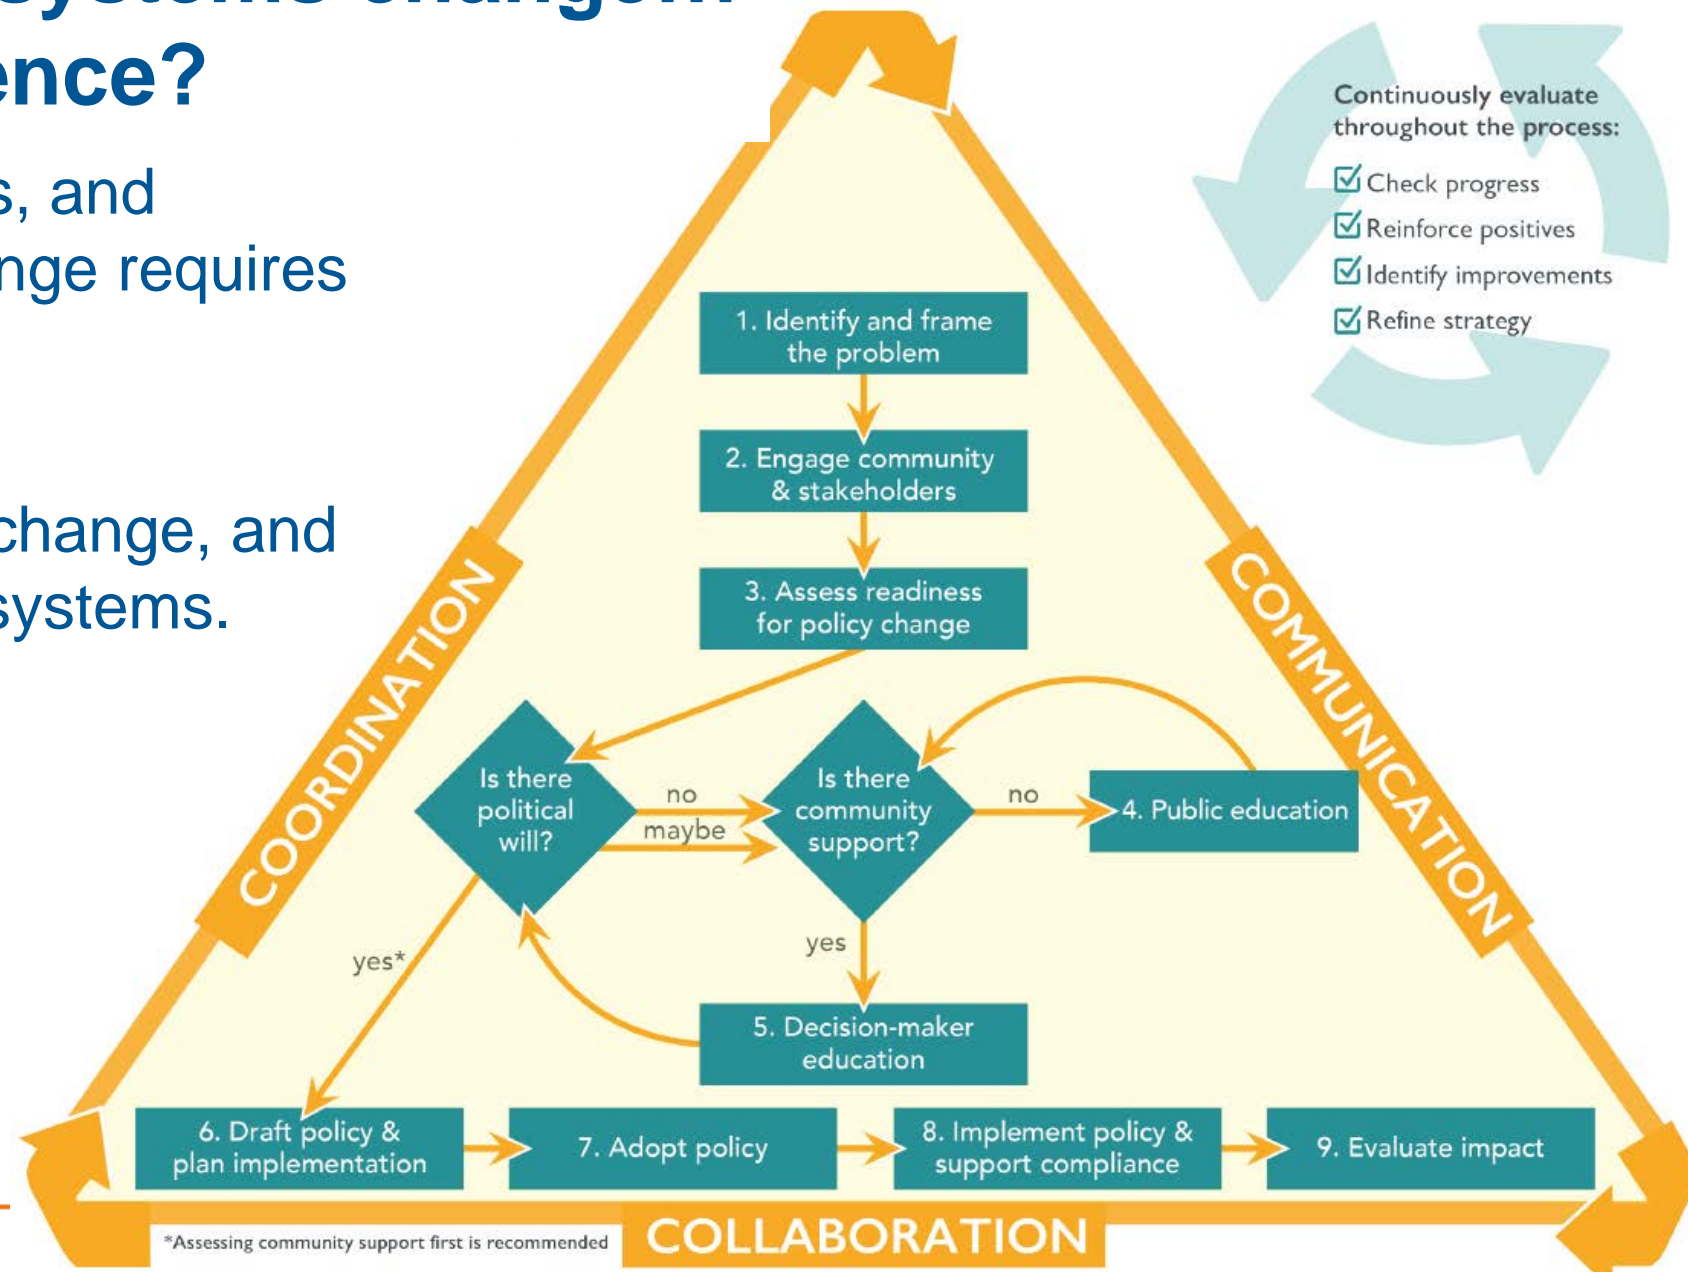 ence?
s, and
nge requires
change, and
systems.
Continuously evaluate
throughout the process:
Check progress
Reinforce positives
Identify improvements
Refine strategy
1. Identify and frame
the problem
2. Engage community
& stakeholders
3. Assess readiness
for policy change
Is there
political
will?
no
maybe
Is there
community
support?
no
4. Public education
yes*
yes
5. Decision-maker
education
6. Draft policy &
plan implementation
7. Adopt policy
8. Implement policy &
support compliance
9. Evaluate impact
COORDINATION
COMMUNICATION
COLLABORATION
*Assessing community support first is recommended